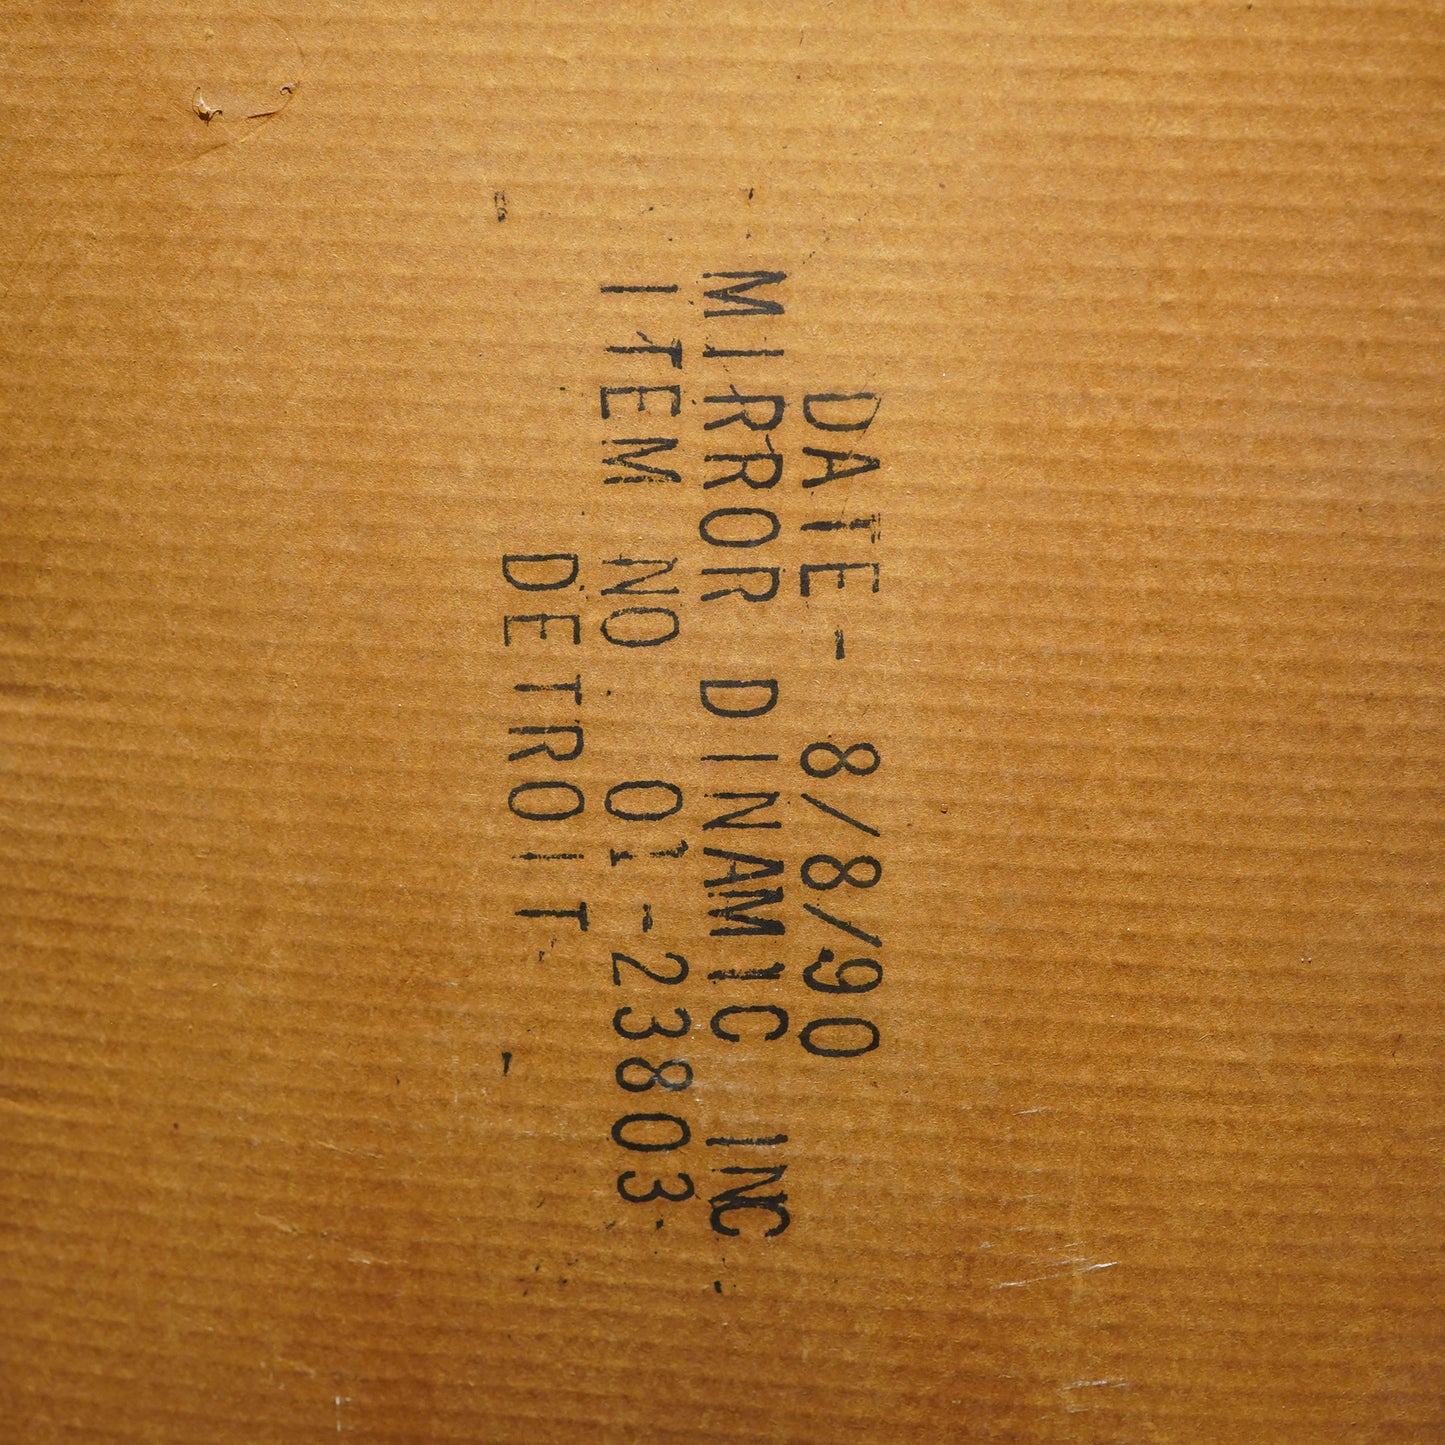 DATE- 8/8/90
MIRROR DINAMIC INC
ITEM NO. 01-23803
DETROIT